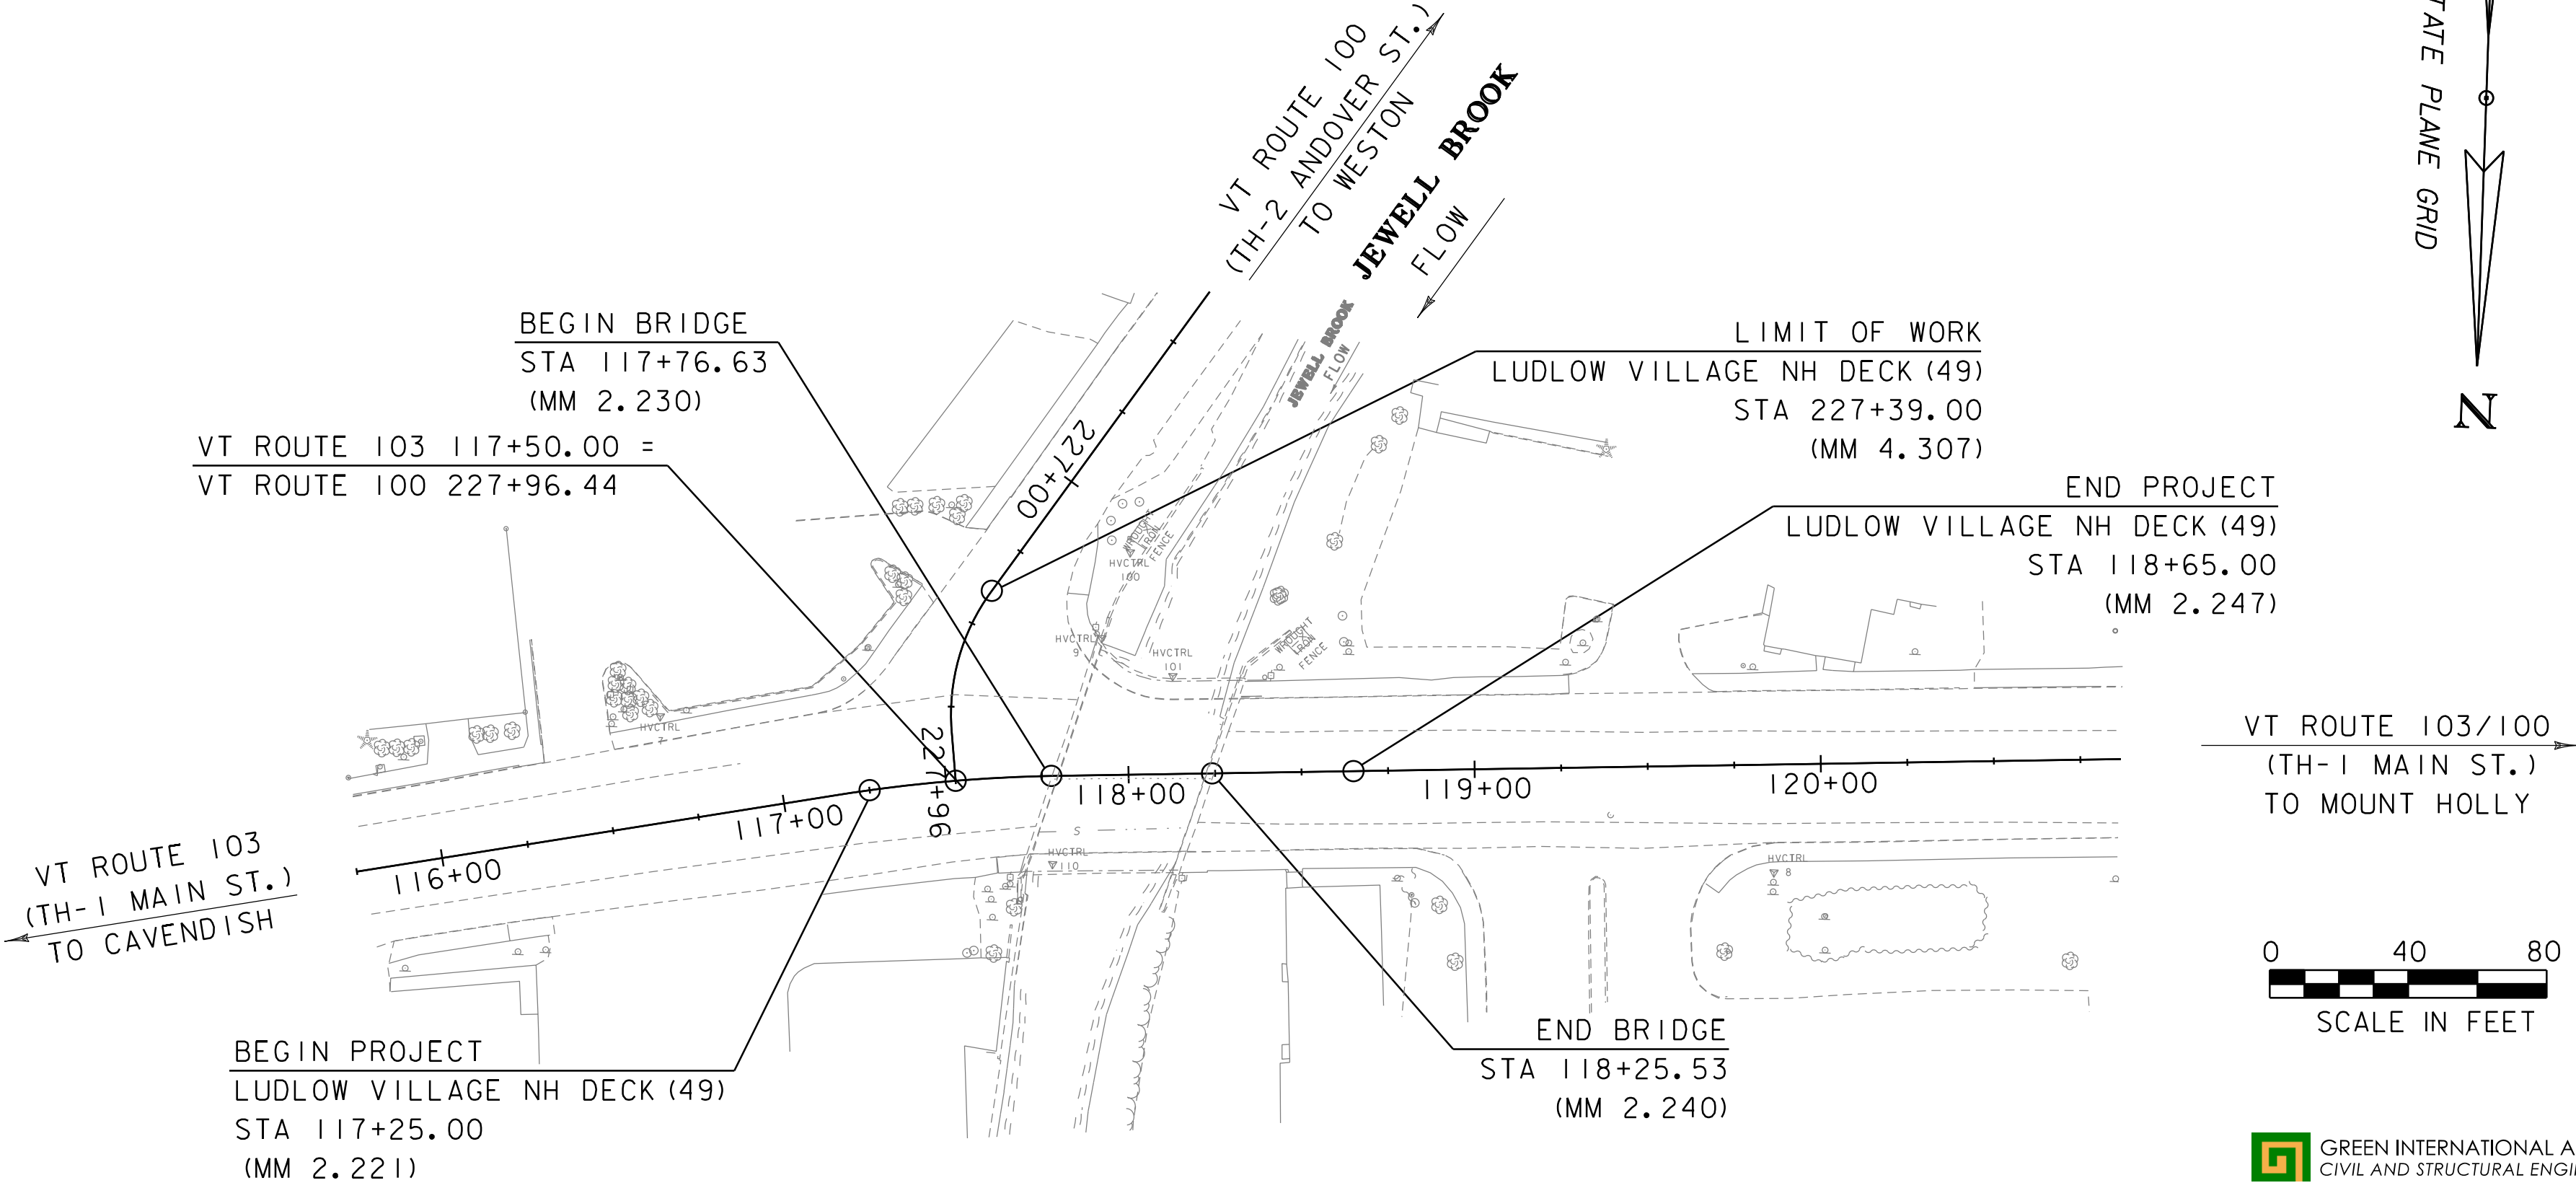 VT ROUTE 100
(TH-2 ANDOVER ST.)
TO WESTON
JEWELL BROOK
FLOW
STATE PLANE GRID
N
BEGIN BRIDGE
STA 117+76.63
(MM 2.230)
VT ROUTE 103 117+50.00 =
VT ROUTE 100 227+96.44
LIMIT OF WORK
LUDLOW VILLAGE NH DECK (49)
STA 227+39.00
(MM 4.307)
END PROJECT
LUDLOW VILLAGE NH DECK (49)
STA 118+65.00
(MM 2.247)
JEWELL BROOK
FLOW
227+00
WROUGHT
IRON
FENCE
HVCTRL
100
HVCTRL
9
HVCTRL
101
WROUGHT
IRON
FENCE
HVCTRL
7
227+96
116+00
117+00
118+00
119+00
120+00
S
HVCTRL
110
HVCTRL
8
VT ROUTE 103
(TH-1 MAIN ST.)
TO CAVENDISH
VT ROUTE 103/100
(TH-1 MAIN ST.)
TO MOUNT HOLLY
0 40 80
SCALE IN FEET
BEGIN PROJECT
LUDLOW VILLAGE NH DECK (49)
STA 117+25.00
(MM 2.221)
END BRIDGE
STA 118+25.53
(MM 2.240)
GREEN INTERNATIONAL A
CIVIL AND STRUCTURAL ENGI